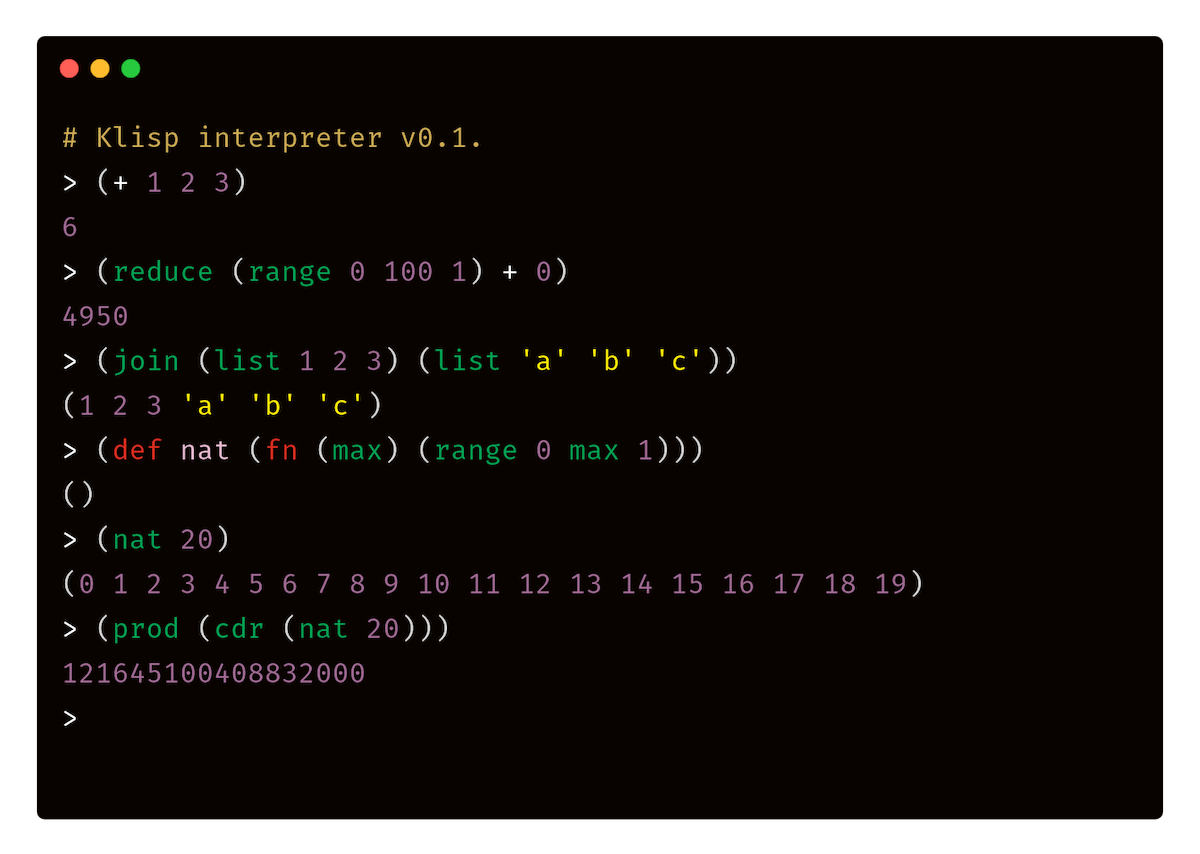 # Klisp interpreter v0.1.
> (+ 1 2 3)
6
> (reduce (range 0 100 1) + 0)
4950
> (join (list 1 2 3) (list 'a' 'b' 'c'))
(1 2 3 'a' 'b' 'c')
> (def nat (fn (max) (range 0 max 1)))
()
> (nat 20)
(0 1 2 3 4 5 6 7 8 9 10 11 12 13 14 15 16 17 18 19)
> (prod (cdr (nat 20)))
121645100408832000
>